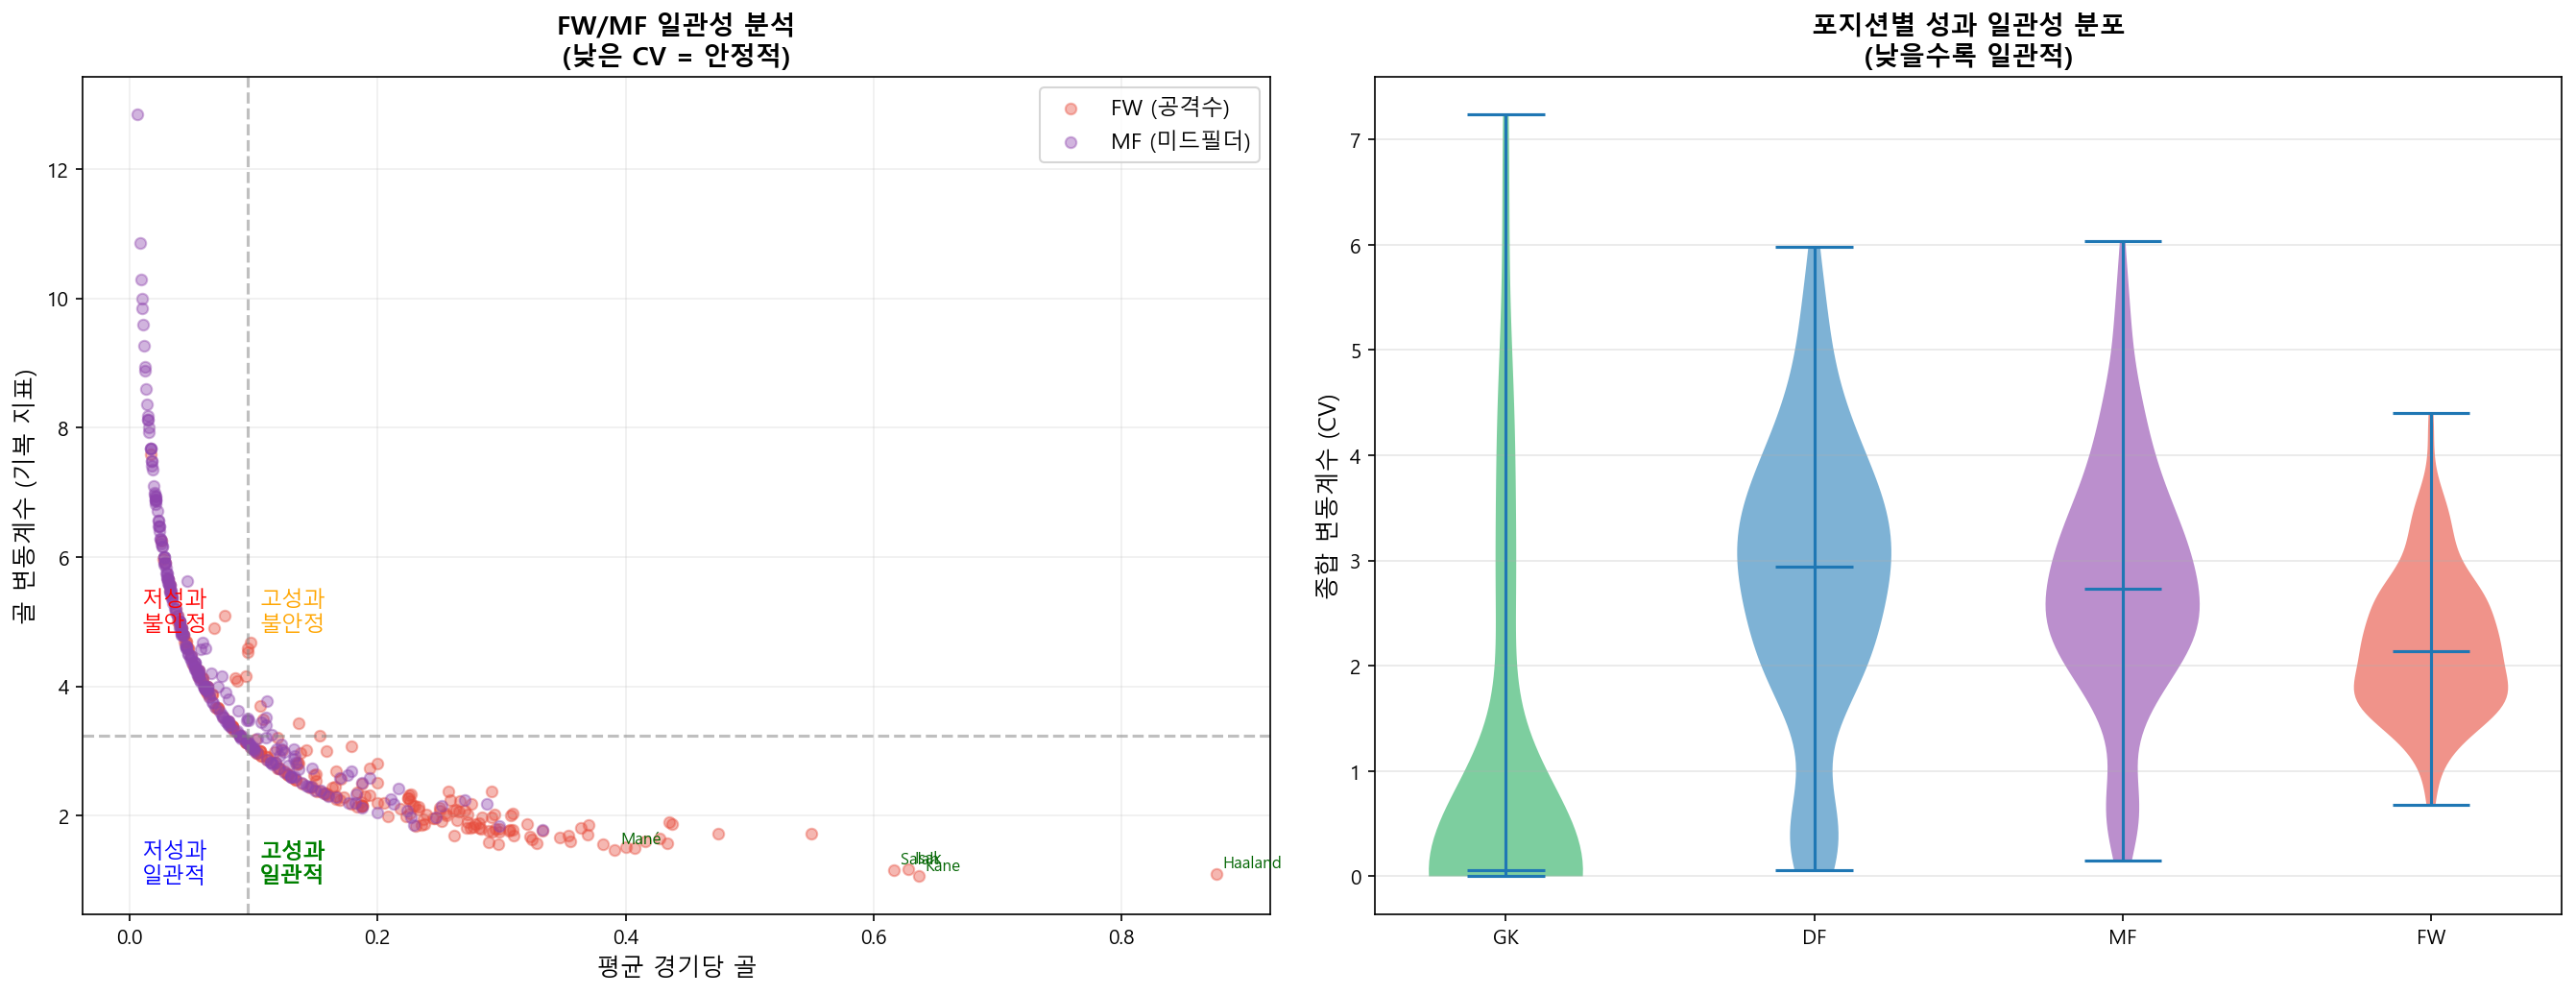 FW/MF 일관성 분석
(낮은 CV = 안정적)
골 변동계수 (기복 지표)
12
10
8
6
4
2
FW (공격수)
MF (미드필더)
저성과
불안정
고성과
불안정
저성과
일관적
고성과
일관적
Mané
Salah
Isak
Kane
Haaland
0.0
0.2
0.4
0.6
0.8
평균 경기당 골
포지션별 성과 일관성 분포
(낮을수록 일관적)
종합 변동계수 (CV)
7
6
5
4
3
2
1
0
GK
DF
MF
FW